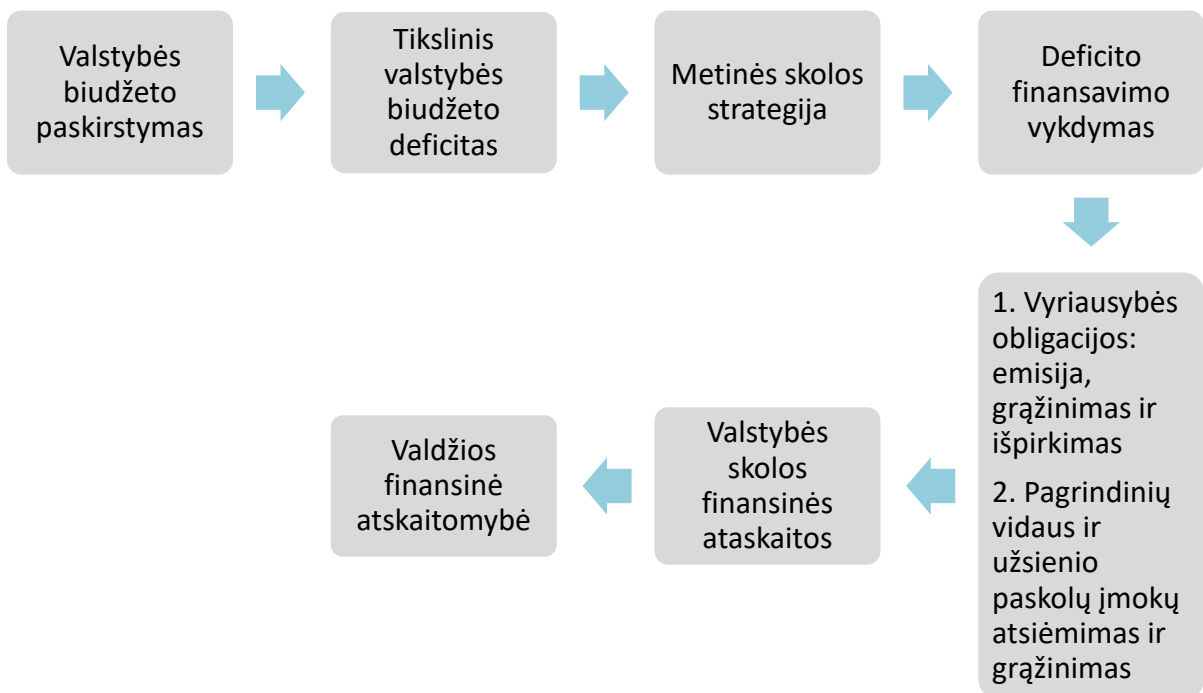 Valstybės
biudžeto
paskirstymas
Tikslinis
valstybės
biudžeto
deficitas
Metinės skolos
strategija
Deficito
finansavimo
vykdymas
1. Vyriausybės
obligacijos:
emisija,
grąžinimas ir
išpirkimas
2. Pagrindinių
vidaus ir
užsienio
paskolų įmokų
atsiėmimas ir
grąžinimas
Valstybės
skolos
finansinės
ataskaitos
Valdžios
finansinė
atskaitomybė